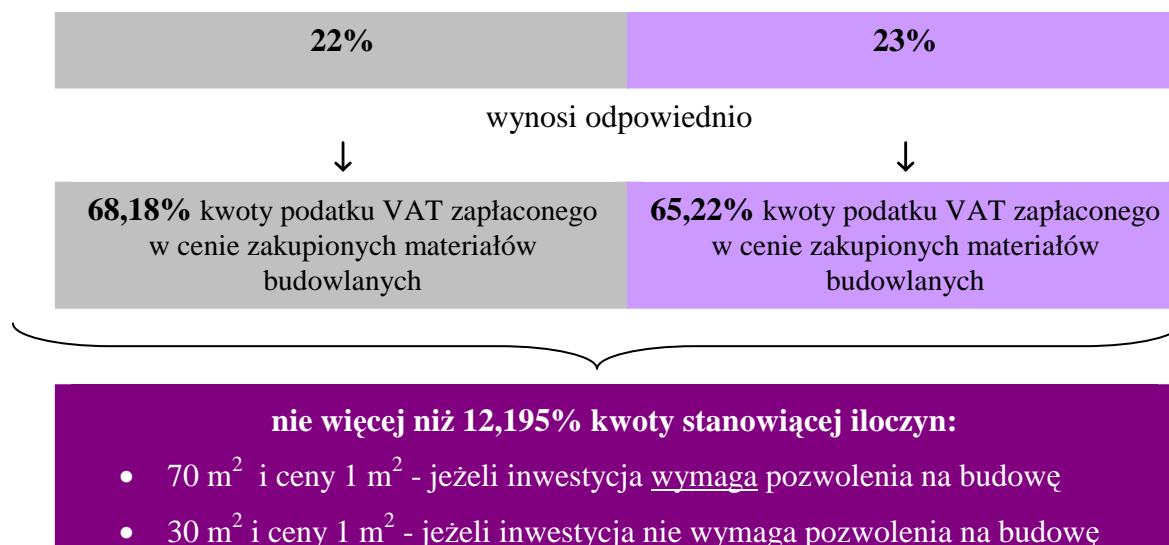 22% 23%
wynosi odpowiednio
↓ ↓
68,18% kwoty podatku VAT zapłaconego
w cenie zakupionych materiałów
budowlanych
65,22% kwoty podatku VAT zapłaconego
w cenie zakupionych materiałów
budowlanych
nie więcej niż 12,195% kwoty stanowiącej iloczyn:
• 70 m² i ceny 1 m² - jeżeli inwestycja wymaga pozwolenia na budowę
• 30 m² i ceny 1 m² - jeżeli inwestycja nie wymaga pozwolenia na budowę